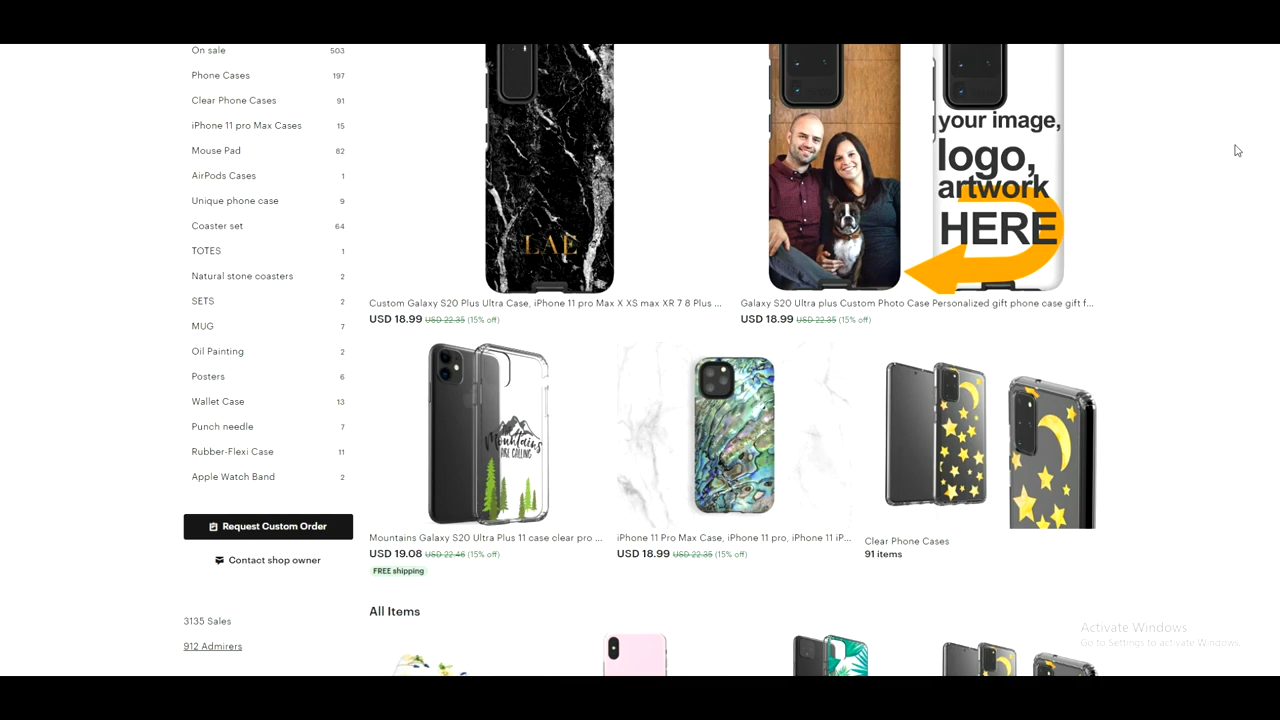 On sale 503
Phone Cases 197
Clear Phone Cases 91
iPhone 11 pro Max Cases 15
Mouse Pad 82
AirPods Cases 1
Unique phone case 9
Coaster set 64
TOTES 1
Natural stone coasters 2
SETS 2
MUG 7
Oil Painting 2
Posters 6
Wallet Case 13
Punch needle 7
Rubber-Flexi Case 11
Apple Watch Band 2
Request Custom Order
Contact shop owner
3135 Sales
912 Admirers
LAE
your image,
logo,
artwork
HERE
Custom Galaxy S20 Plus Ultra Case, iPhone 11 pro Max X XS max XR 7 8 Plus ...
USD 18.99 USD 22.35 (15% off)
Galaxy S20 Ultra plus Custom Photo Case Personalized gift phone case gift f...
USD 18.99 USD 22.35 (15% off)
Mountains
ARE CALLING
Mountains Galaxy S20 Ultra Plus 11 case clear pro ...
USD 19.08 USD 22.46 (15% off)
FREE shipping
iPhone 11 Pro Max Case, iPhone 11 pro, iPhone 11 iP...
USD 18.99 USD 22.35 (15% off)
Clear Phone Cases
91 items
All Items
Activate Windows
Go to Settings to activate Windows.